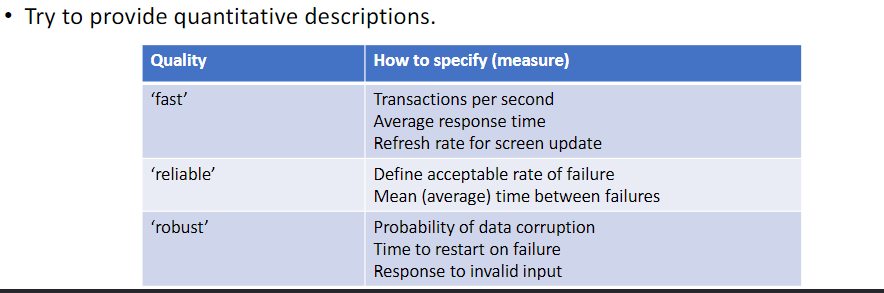 • Try to provide quantitative descriptions.
Quality
How to specify (measure)
‘fast’
Transactions per second
Average response time
Refresh rate for screen update
‘reliable’
Define acceptable rate of failure
Mean (average) time between failures
‘robust’
Probability of data corruption
Time to restart on failure
Response to invalid input